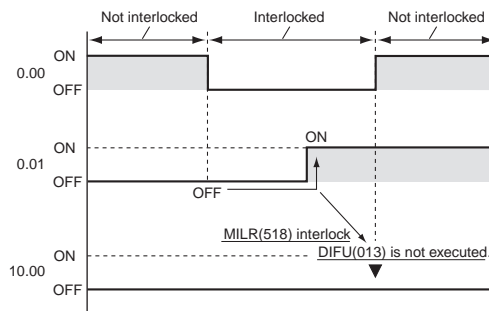 Not interlocked Interlocked Not interlocked
ON
0.00
OFF
ON
ON
0.01
OFF
OFF
MILR(518) interlock
DIFU(013) is not executed.
ON
10.00
OFF